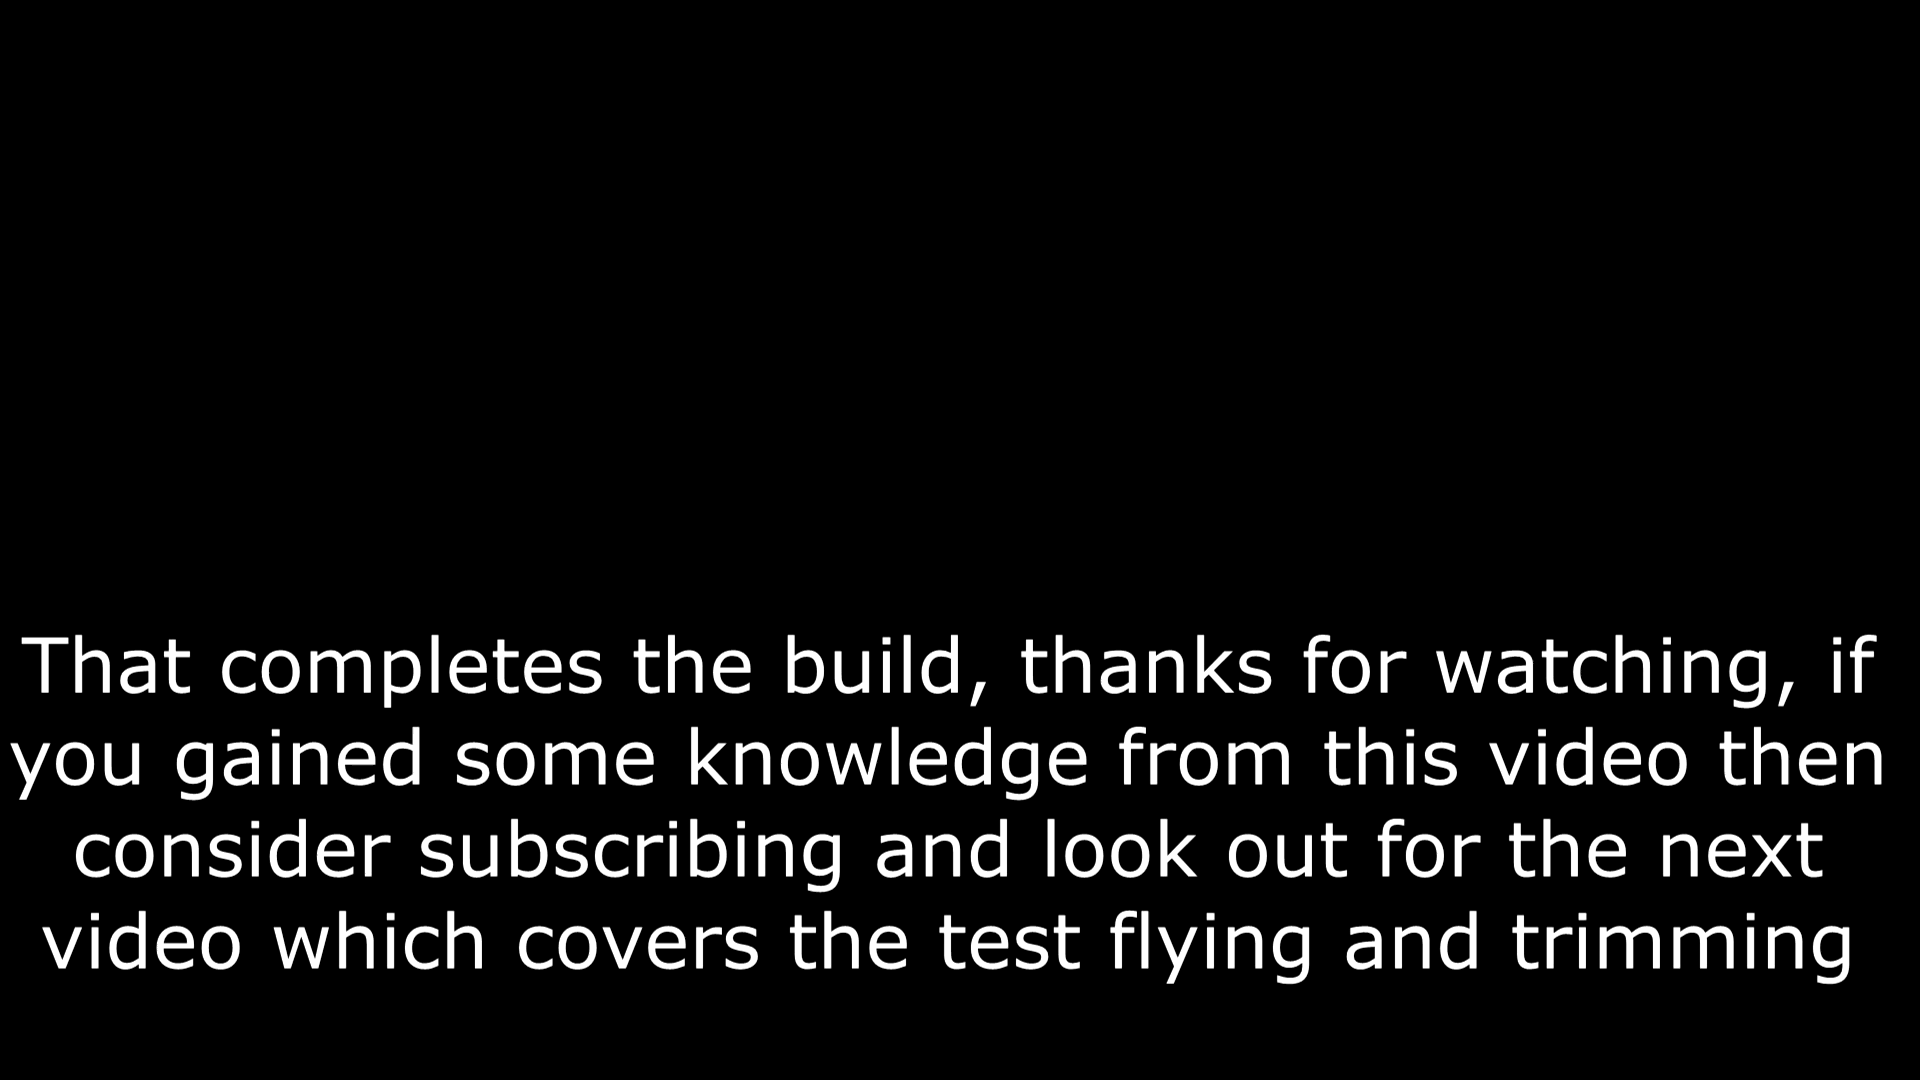 That completes the build, thanks for watching, if
you gained some knowledge from this video then
consider subscribing and look out for the next
video which covers the test flying and trimming